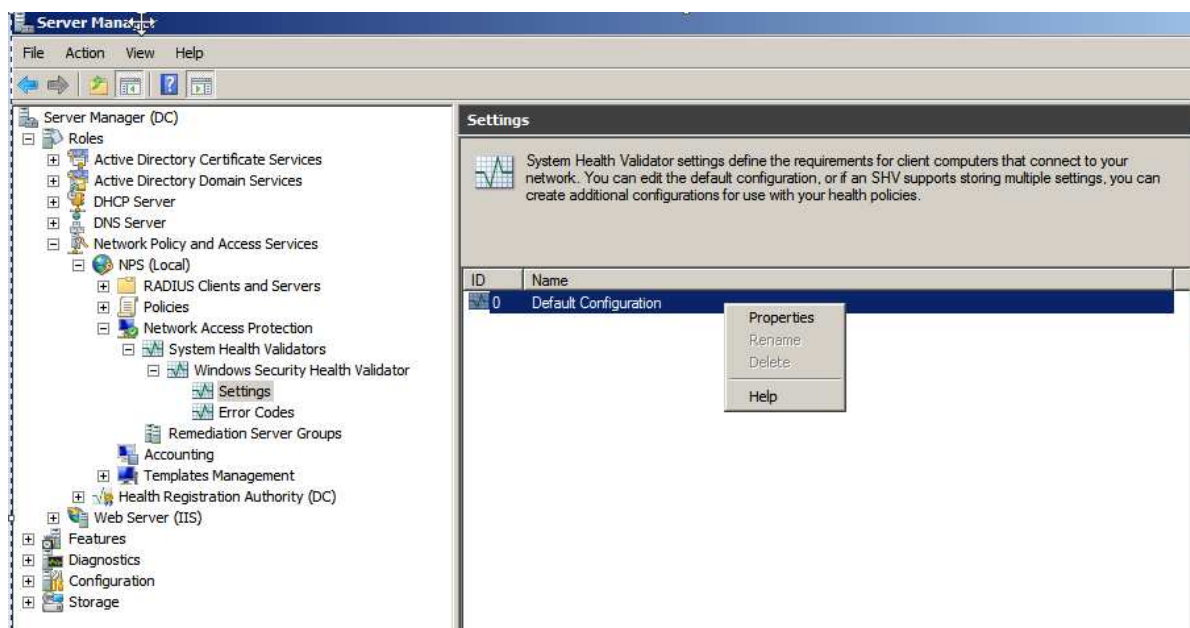 Server Manager
File Action View Help
Server Manager (DC)
Roles
Active Directory Certificate Services
Active Directory Domain Services
DHCP Server
DNS Server
Network Policy and Access Services
NPS (Local)
RADIUS Clients and Servers
Policies
Network Access Protection
System Health Validators
Windows Security Health Validator
Settings
Error Codes
Remediation Server Groups
Accounting
Templates Management
Health Registration Authority (DC)
Web Server (IIS)
Features
Diagnostics
Configuration
Storage
Settings
System Health Validator settings define the requirements for client computers that connect to your
network. You can edit the default configuration, or if an SHV supports storing multiple settings, you can
create additional configurations for use with your health policies.
ID Name
0 Default Configuration
Properties
Rename
Delete
Help